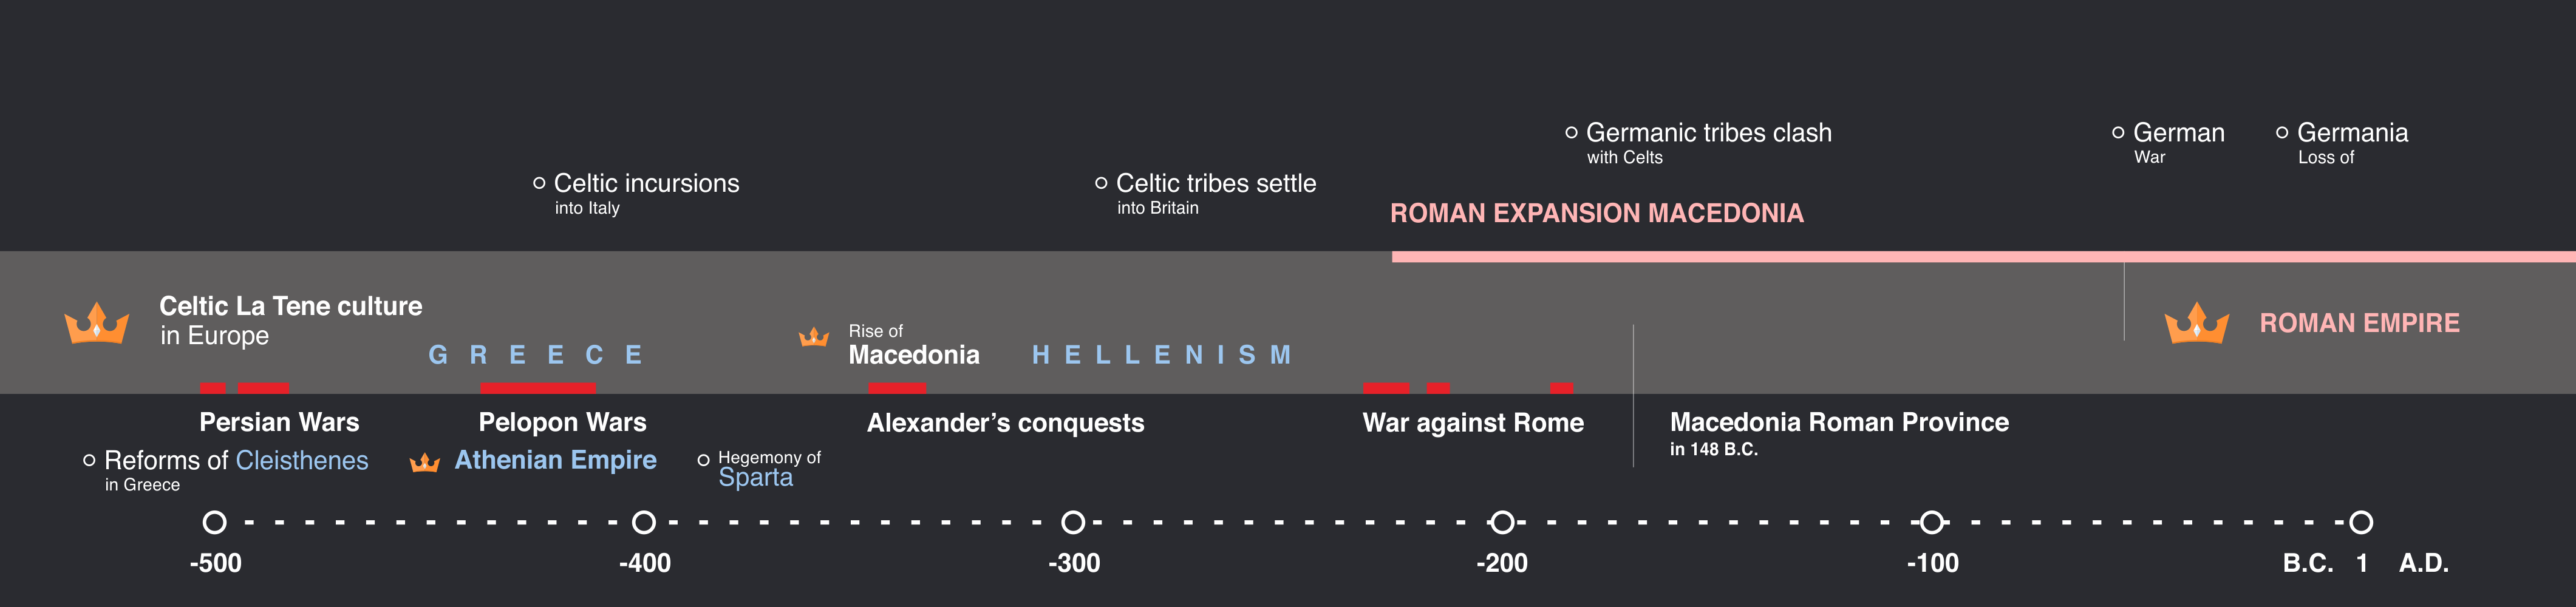 Germanic tribes clash
with Celts
German
War
Germania
Loss of
Celtic incursions
into Italy
Celtic tribes settle
into Britain
ROMAN EXPANSION MACEDONIA
Celtic La Tene culture
in Europe
GREECE
Rise of
Macedonia
HELLENISM
ROMAN EMPIRE
Persian Wars
Pelopon Wars
Alexander’s conquests
War against Rome
Macedonia Roman Province
in 148 B.C.
Reforms of Cleisthenes
in Greece
Athenian Empire
Hegemony of
Sparta
-500 -400 -300 -200 -100 B.C. 1 A.D.